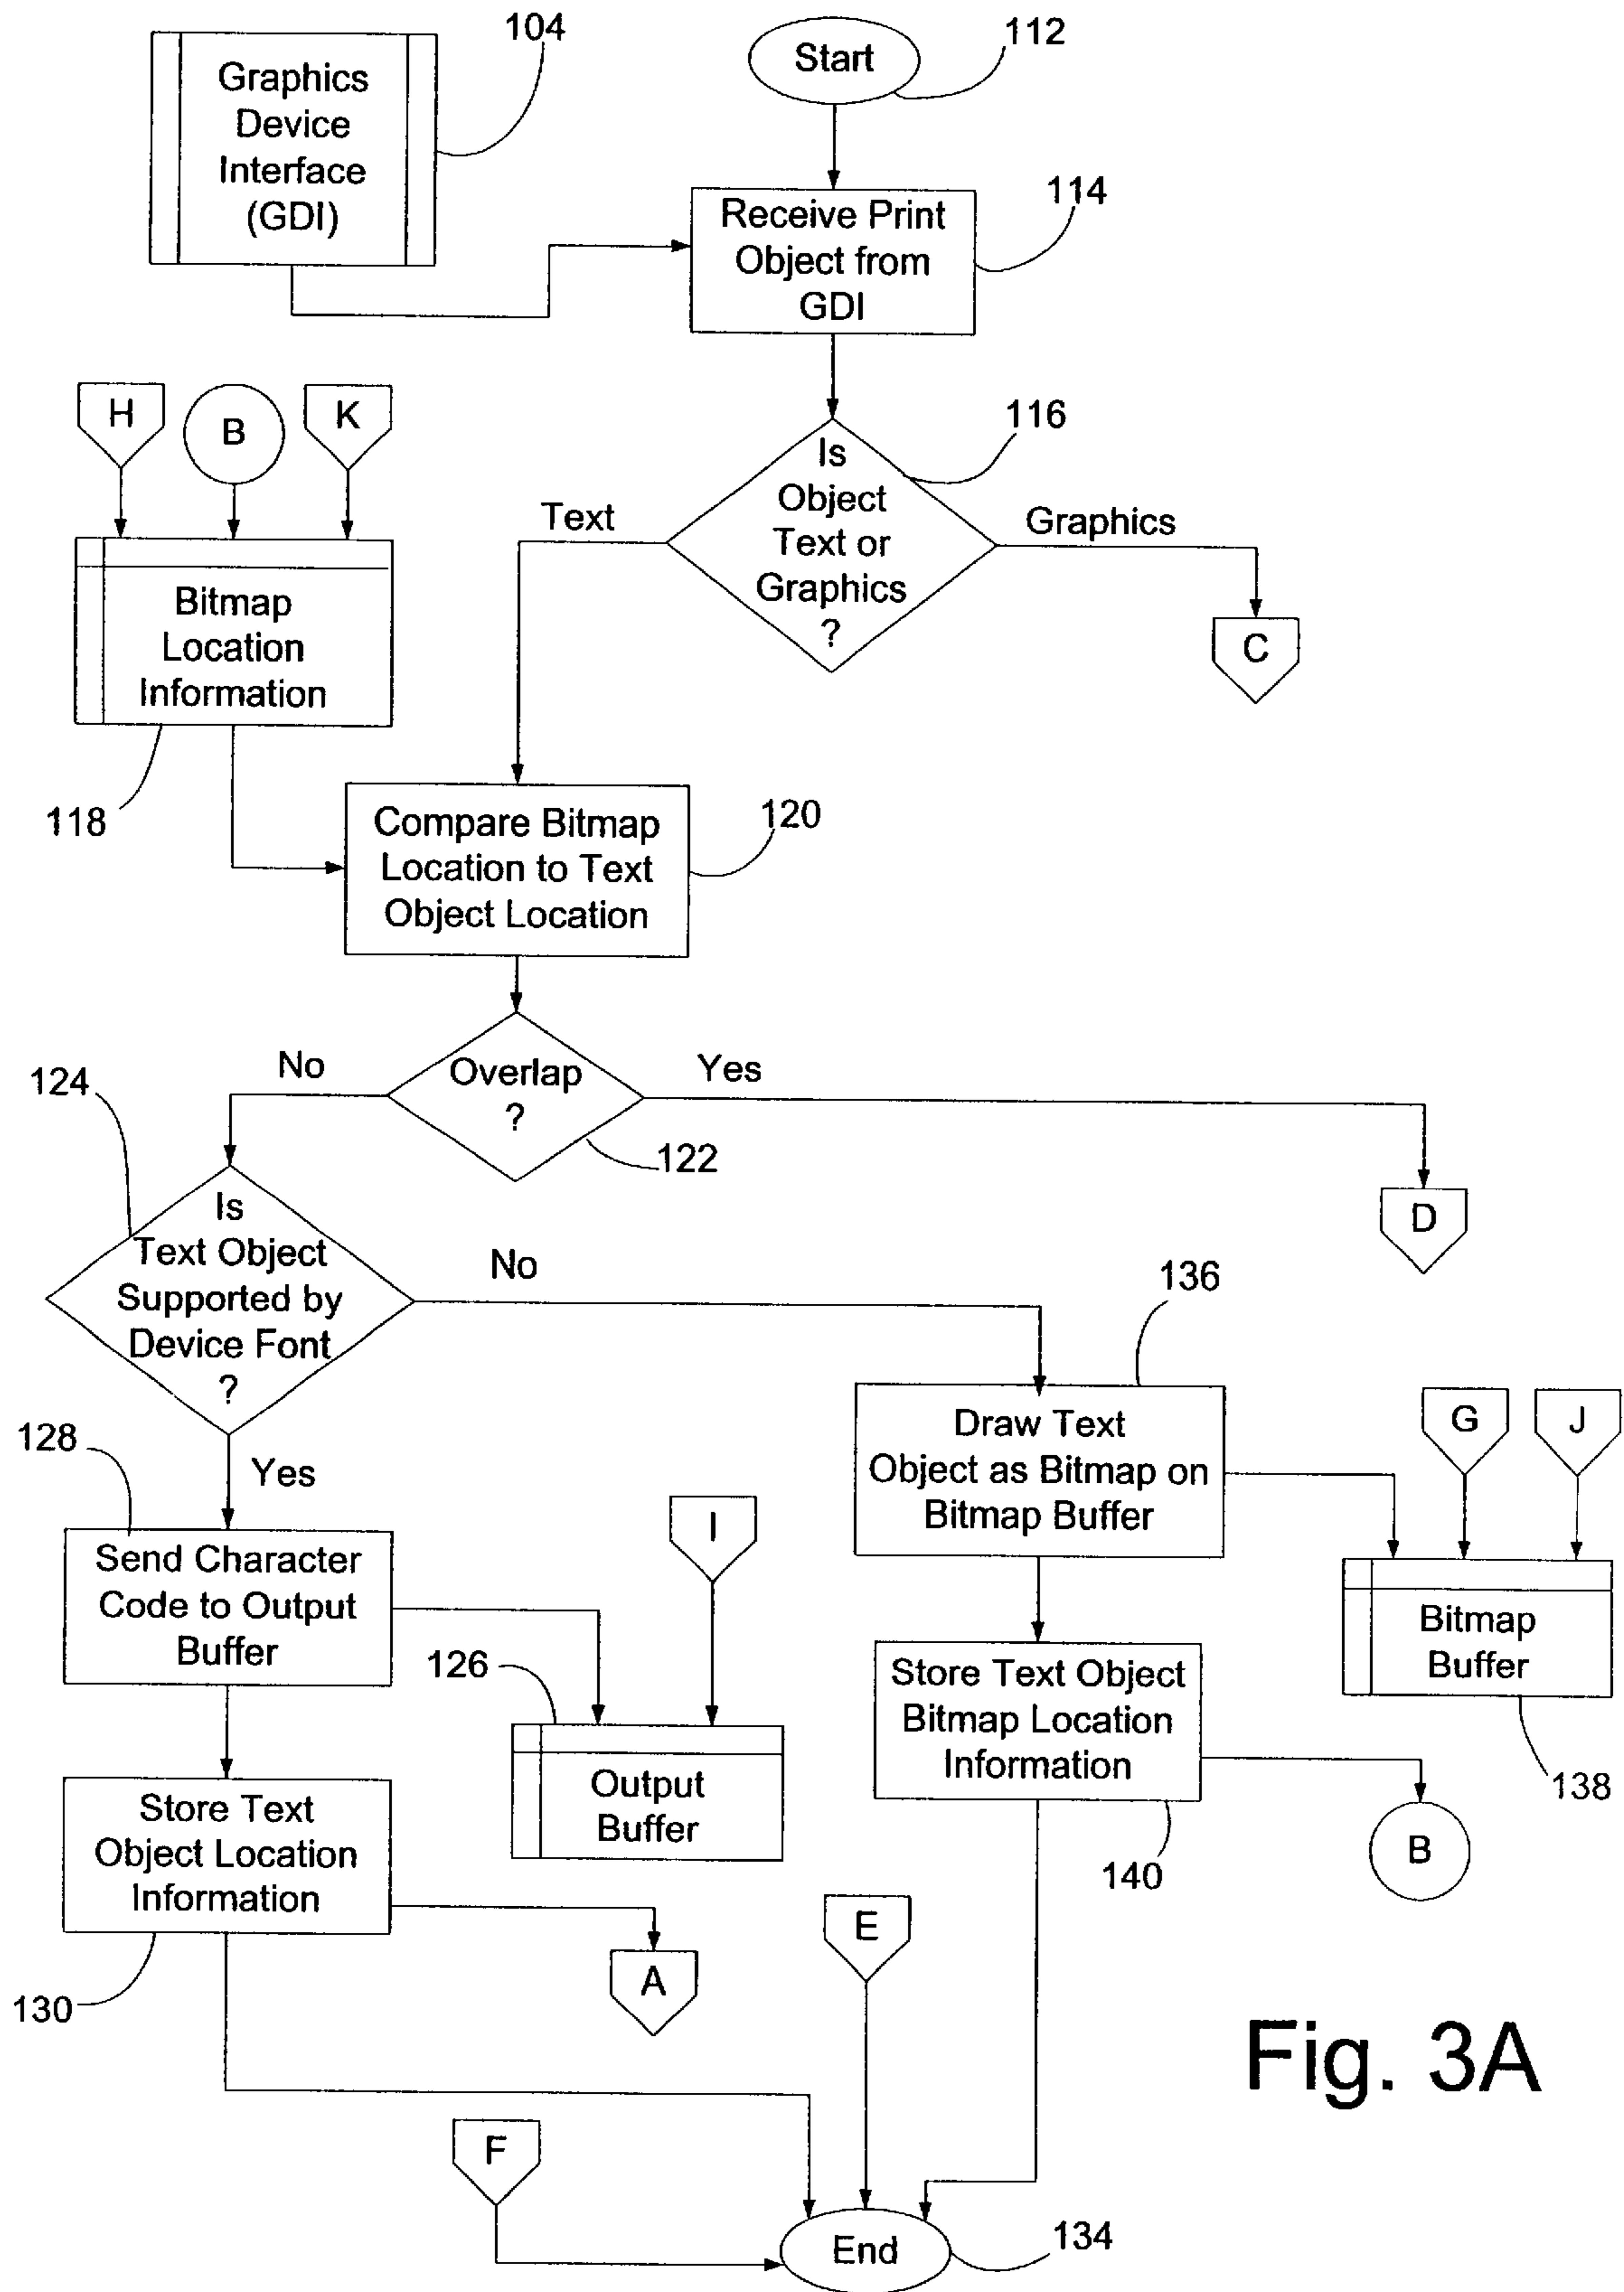 104
Graphics
Device
Interface
(GDI)
Start
112
Receive Print
Object from
GDI
114
H
B
K
Is
Object
Text or
Graphics
?
116
Text
Graphics
C
Bitmap
Location
Information
118
Compare Bitmap
Location to Text
Object Location
120
Overlap
?
122
No
Yes
D
124
Is
Text Object
Supported by
Device Font
?
No
Yes
136
Draw Text
Object as Bitmap on
Bitmap Buffer
G
J
Bitmap
Buffer
138
128
Send Character
Code to Output
Buffer
I
126
Output
Buffer
Store Text Object
Bitmap Location
Information
140
B
Store Text
Object Location
Information
130
A
E
F
End
134
Fig. 3A